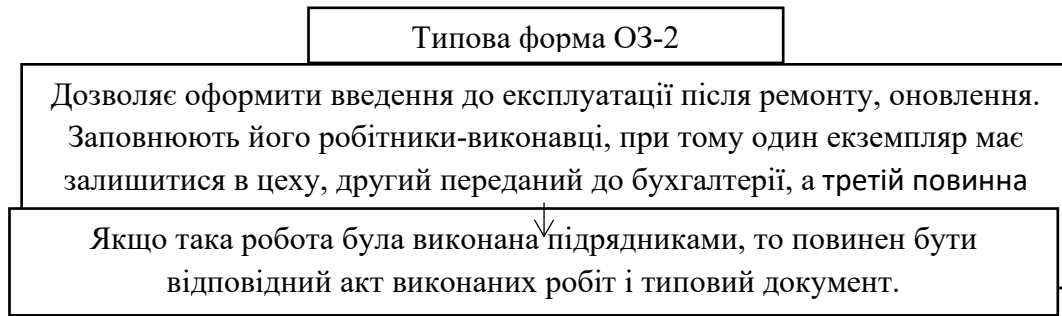 Типова форма ОЗ-2
Дозволяє оформити введення до експлуатації після ремонту, оновлення.
Заповнюють його робітники-виконавці, при тому один екземпляр має
залишитися в цеху, другий переданий до бухгалтерії, а третій повинна
Якщо така робота була виконана підрядниками, то повинен бути
відповідний акт виконаних робіт і типовий документ.